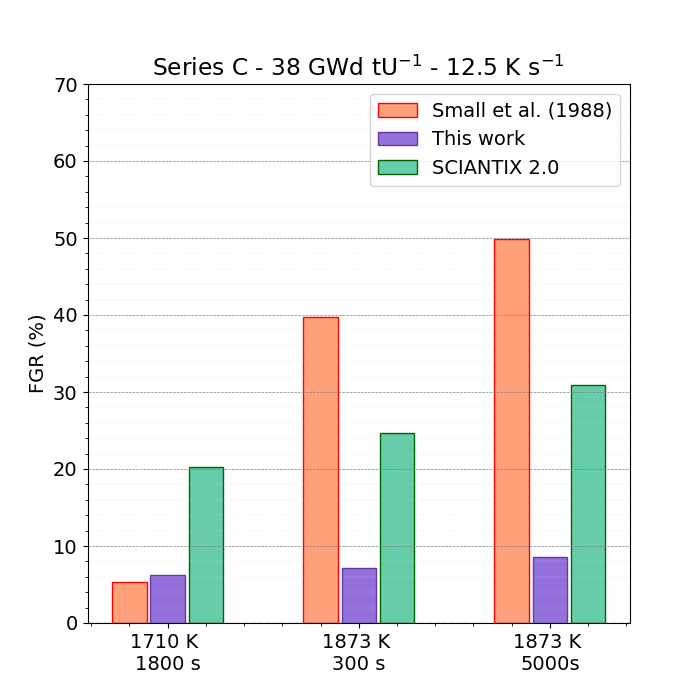 Series C - 38 GWd tU⁻¹ - 12.5 K s⁻¹
Small et al. (1988)
This work
SCIANTIX 2.0
FGR (%)
70
60
50
40
30
20
10
0
1710 K
1800 s
1873 K
300 s
1873 K
5000s